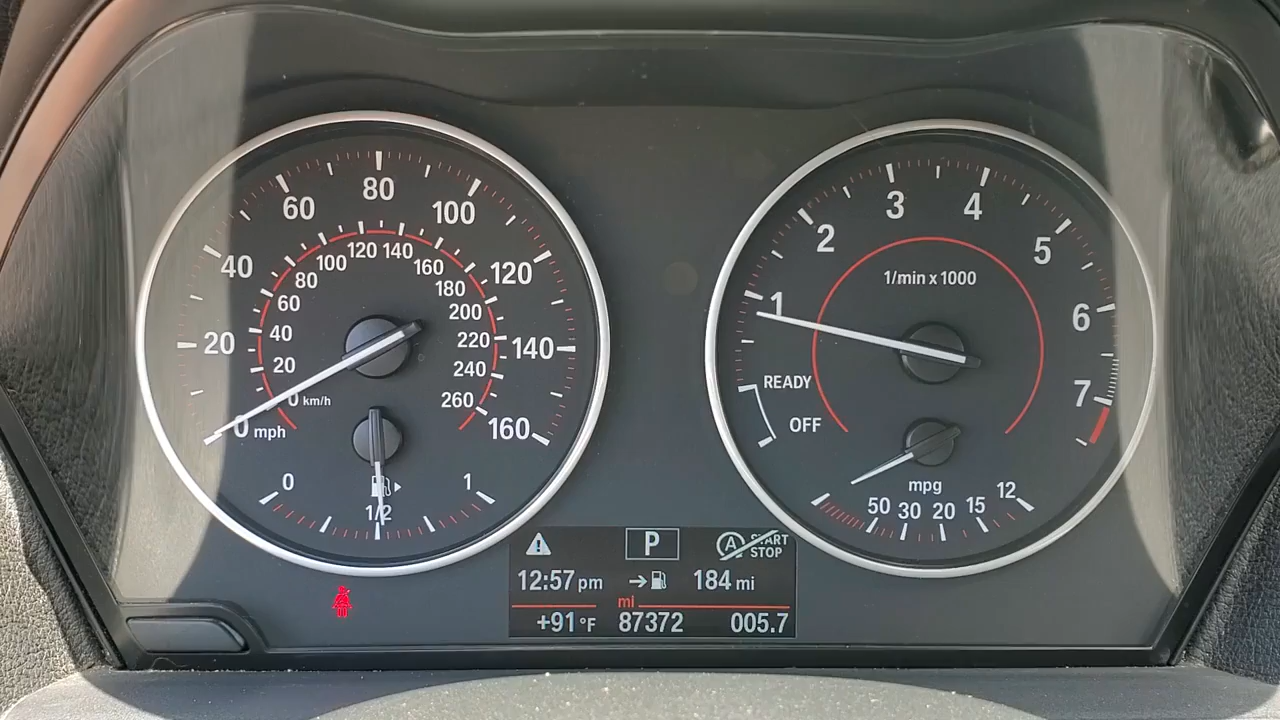 80
60
100
40
120
20
140
0 mph
160
120 140
100
160
80
180
60
200
40
220
20
240
0 km/h
260
0
1/2
1
3
4
2
5
1/min x 1000
1
6
READY
7
OFF
mpg
50 30 20 15 12
P
A START
STOP
12:57 pm
184 mi
mi
+91 °F 87372 005.7